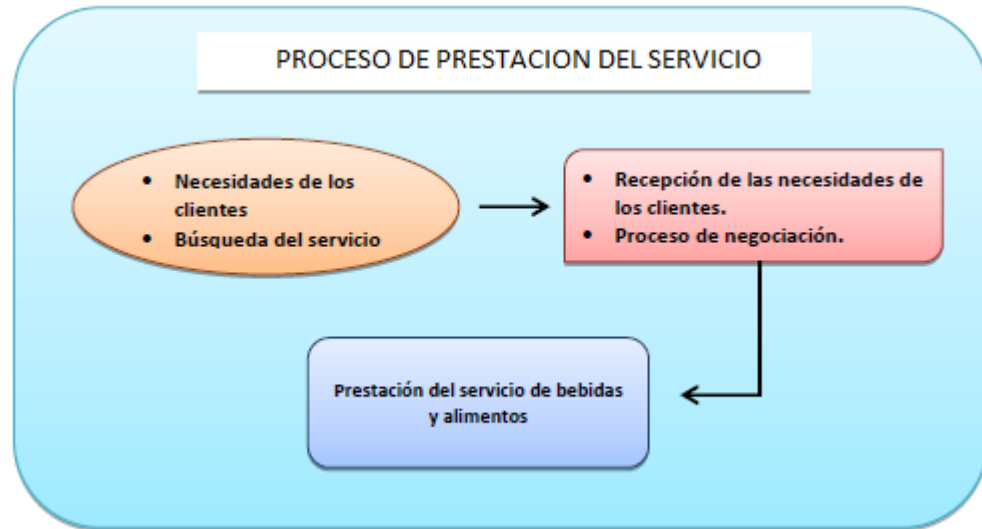 PROCESO DE PRESTACION DEL SERVICIO
• Necesidades de los
clientes
• Búsqueda del servicio
• Recepción de las necesidades de
los clientes.
• Proceso de negociación.
Prestación del servicio de bebidas
y alimentos